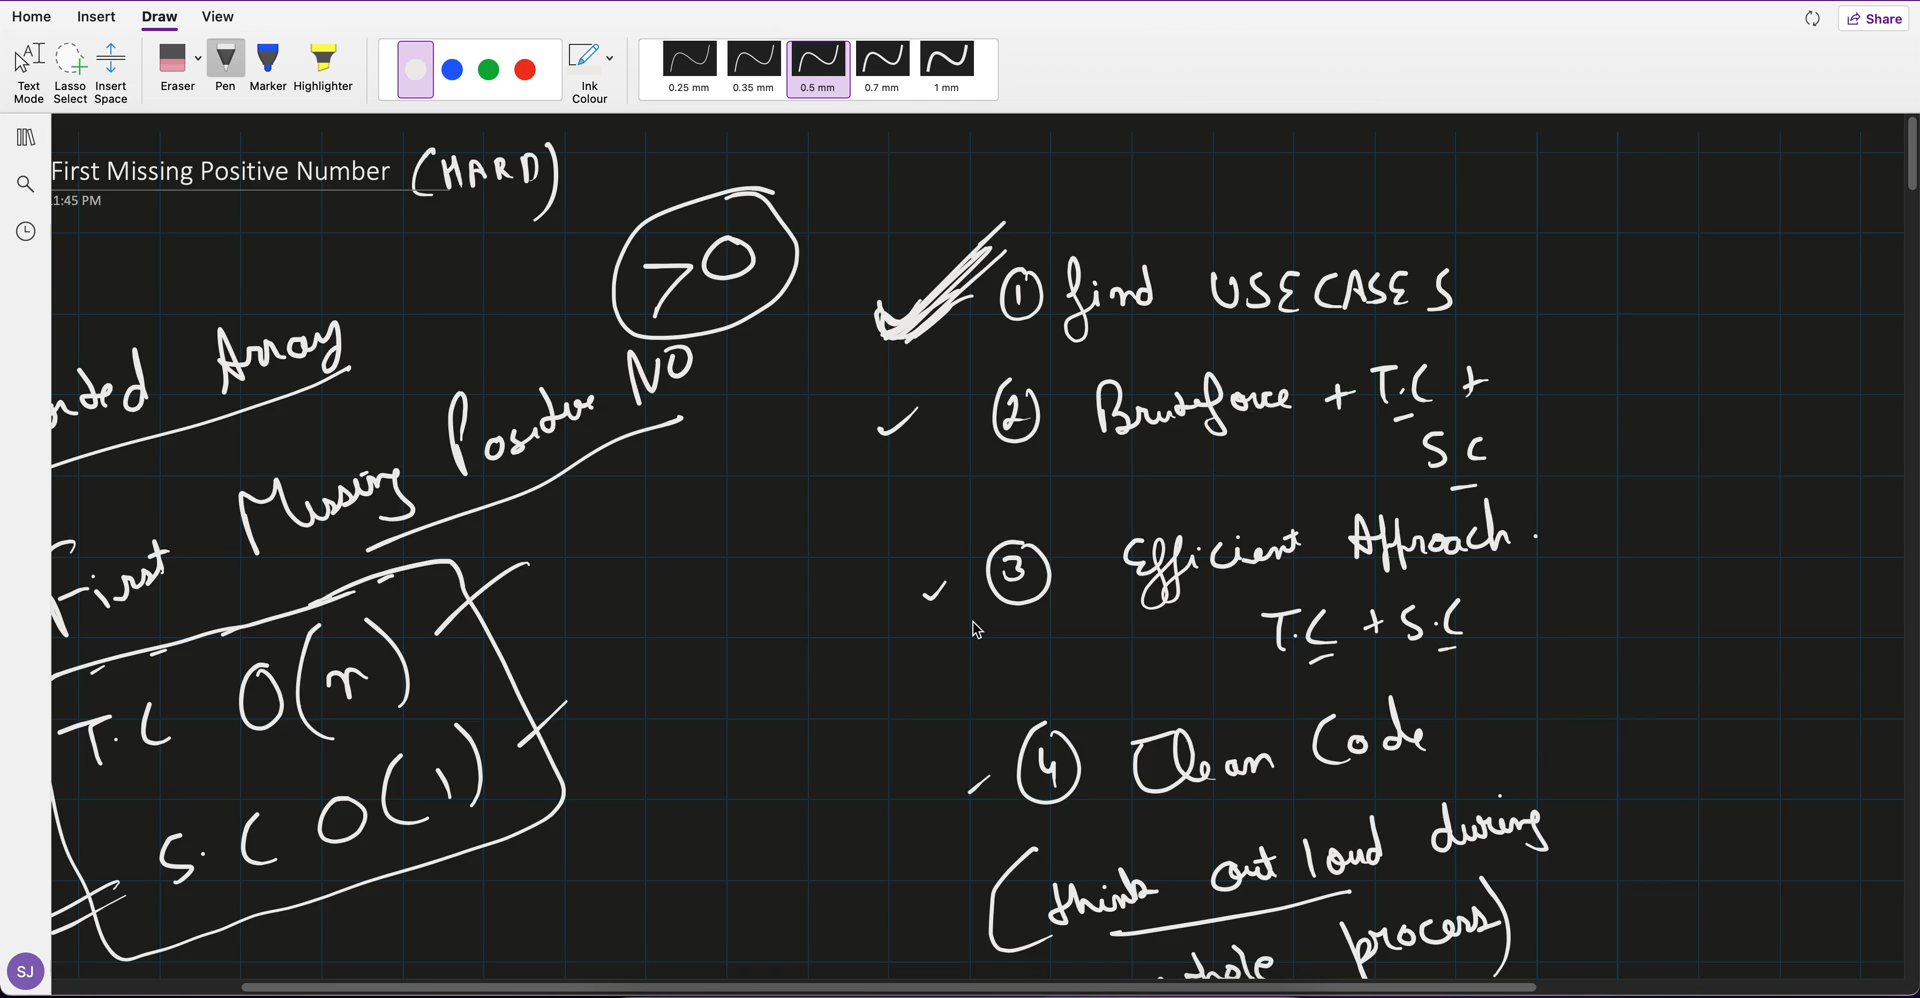 Home Insert Draw View
Share
Text Mode
Lasso Select
Insert Space
Eraser
Pen
Marker
Highlighter
Ink Colour
0.25 mm
0.35 mm
0.5 mm
0.7 mm
1 mm
First Missing Positive Number (HARD)
1:45 PM
70
nted Array
First Missing Positive NO
T.C O(n)
S.C O(1)
① find USECASES
② Bruteforce + T.C +
S C
③ Efficient Approach.
T.C + S.C
④ Clean Code
(think out loud during
whole process)
SJ